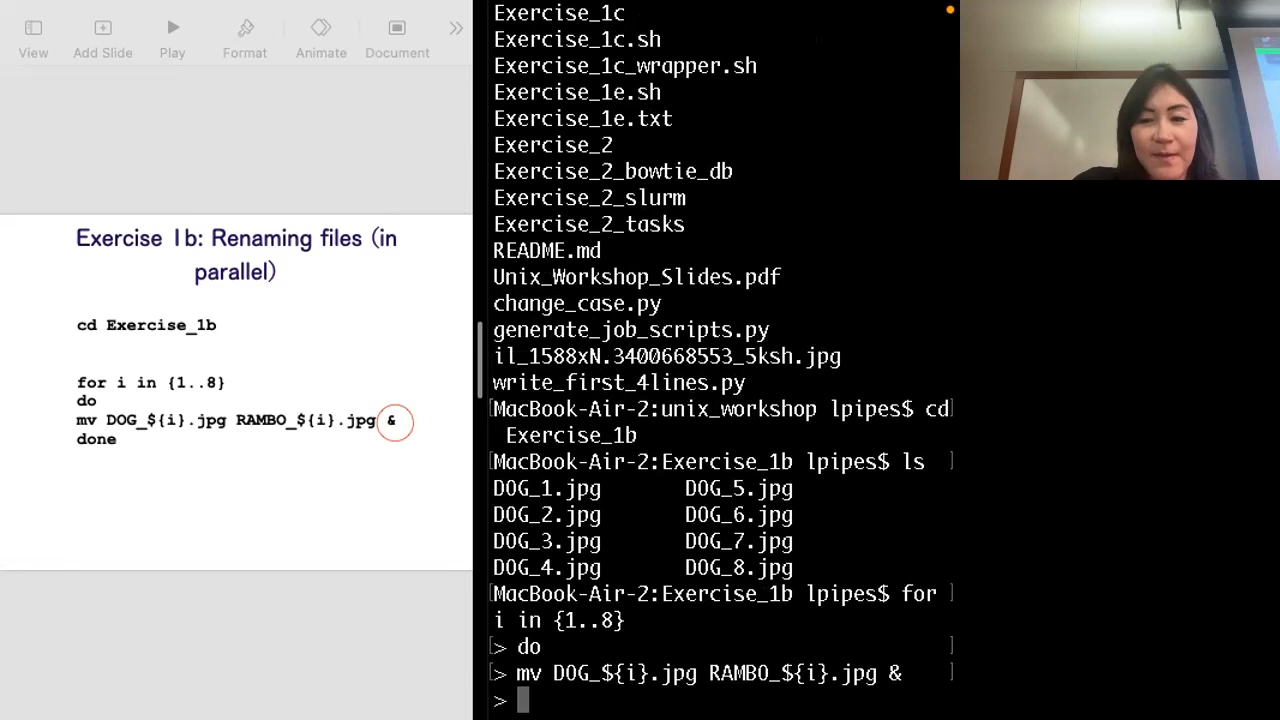 View
Add Slide
Play
Format
Animate
Document
Exercise 1b: Renaming files (in
parallel)
cd Exercise_1b
for i in {1..8}
do
mv DOG_${i}.jpg RAMBO_${i}.jpg &
done
Exercise_1c
Exercise_1c.sh
Exercise_1c_wrapper.sh
Exercise_1e.sh
Exercise_1e.txt
Exercise_2
Exercise_2_bowtie_db
Exercise_2_slurm
Exercise_2_tasks
README.md
Unix_Workshop_Slides.pdf
change_case.py
generate_job_scripts.py
il_1588xN.3400668553_5ksh.jpg
write_first_4lines.py
[MacBook-Air-2:unix_workshop lpipes$ cd]
Exercise_1b
[MacBook-Air-2:Exercise_1b lpipes$ ls ]
DOG_1.jpg DOG_5.jpg
DOG_2.jpg DOG_6.jpg
DOG_3.jpg DOG_7.jpg
DOG_4.jpg DOG_8.jpg
[MacBook-Air-2:Exercise_1b lpipes$ for ]
i in {1..8}
[> do ]
[> mv DOG_${i}.jpg RAMBO_${i}.jpg & ]
>